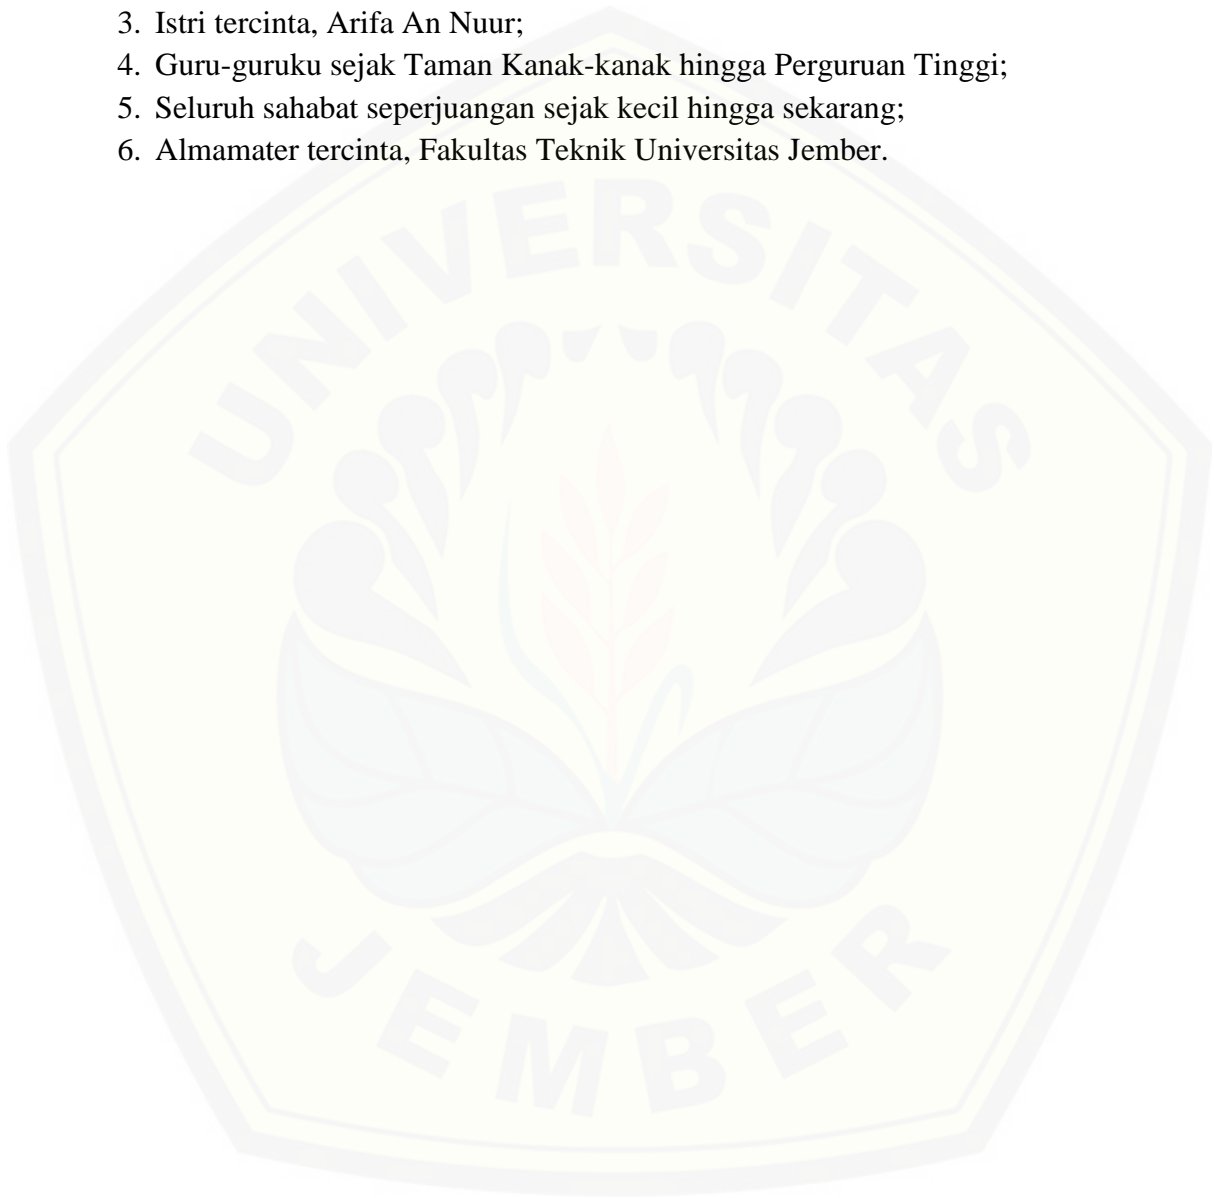 3. Istri tercinta, Arifa An Nuur;
4. Guru-guruku sejak Taman Kanak-kanak hingga Perguruan Tinggi;
5. Seluruh sahabat seperjuangan sejak kecil hingga sekarang;
6. Almamater tercinta, Fakultas Teknik Universitas Jember.
UNIVERSITAS
JEMBER